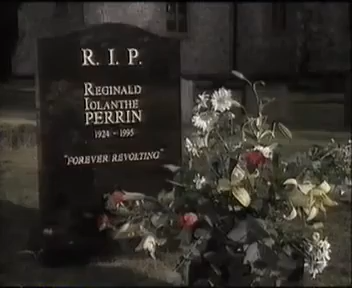 R. I. P.
REGINALD
IOLANTHE
PERRIN
1924 - 1995
"FOREVER REVOLTING"